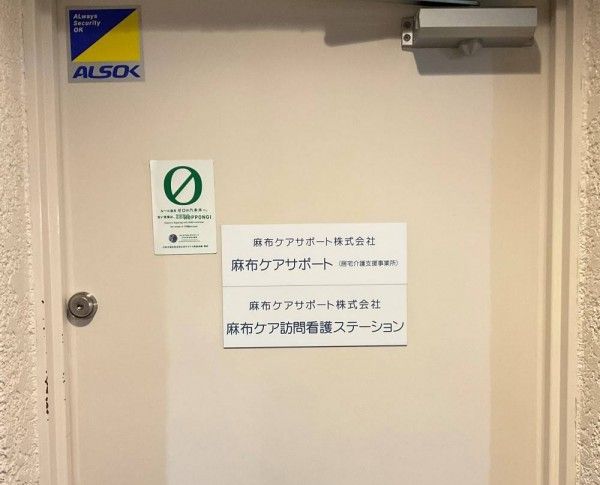 ALways
Security
OK
ALSOK
ROPPONGI
麻布ケアサポート株式会社
麻布ケアサポート（居宅介護支援事業所）
麻布ケアサポート株式会社
麻布ケア訪問看護ステーション